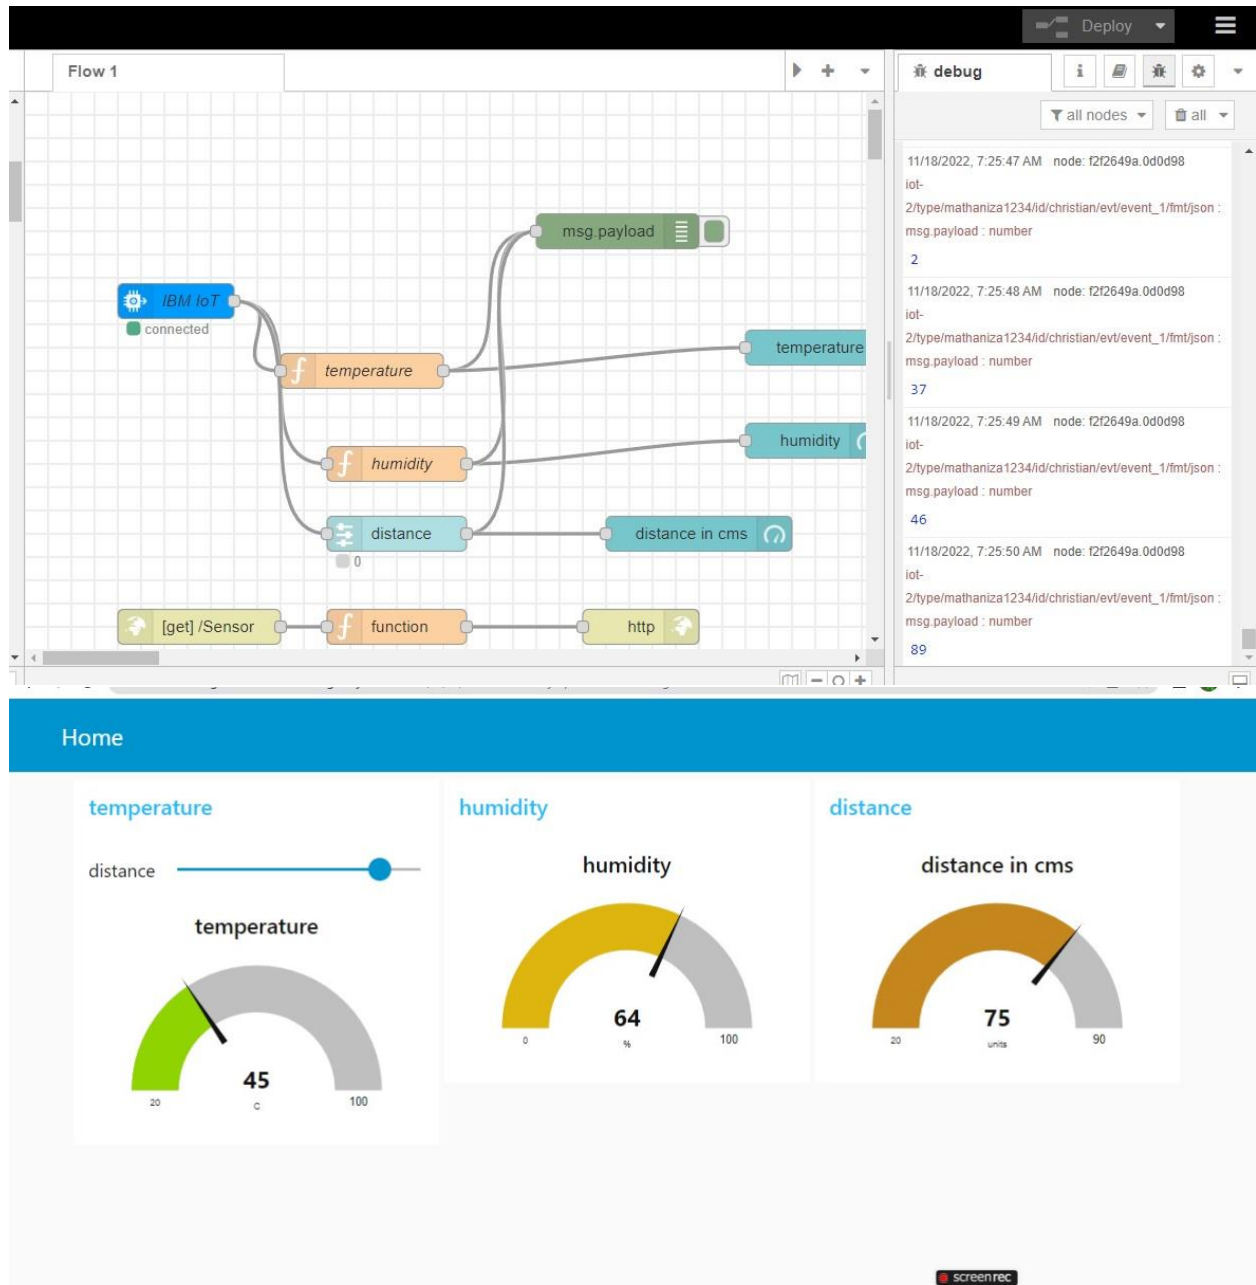 Deploy
Flow 1
debug
i
all nodes
all
11/18/2022, 7:25:47 AM node: f2f2649a.0d0d98
iot-
2/type/mathaniza1234/id/christian/evt/event_1/fmt/json :
msg.payload : number
2
11/18/2022, 7:25:48 AM node: f2f2649a.0d0d98
iot-
2/type/mathaniza1234/id/christian/evt/event_1/fmt/json :
msg.payload : number
37
11/18/2022, 7:25:49 AM node: f2f2649a.0d0d98
iot-
2/type/mathaniza1234/id/christian/evt/event_1/fmt/json :
msg.payload : number
46
11/18/2022, 7:25:50 AM node: f2f2649a.0d0d98
iot-
2/type/mathaniza1234/id/christian/evt/event_1/fmt/json :
msg.payload : number
89
msg.payload
IBM IoT
connected
temperature
temperature
humidity
humidity
distance
distance in cms
0
[get] /Sensor
function
http
Home
temperature
distance
temperature
45
C
20
100
humidity
humidity
64
%
0
100
distance
distance in cms
75
units
20
90
screenrec